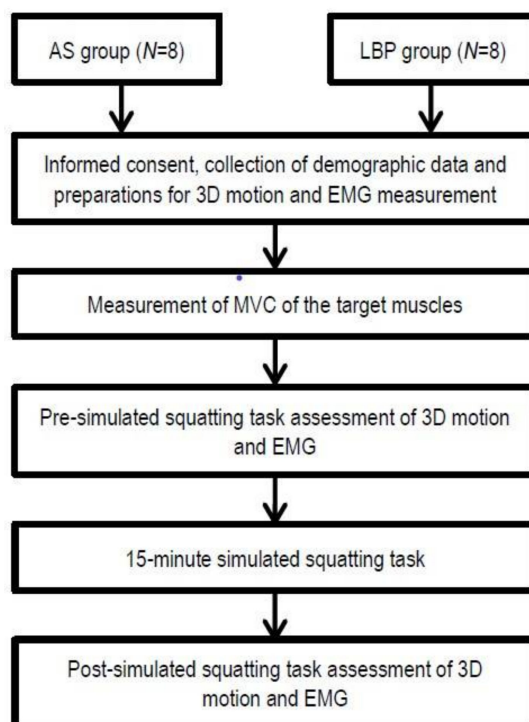 AS group (N=8)
LBP group (N=8)
Informed consent, collection of demographic data and
preparations for 3D motion and EMG measurement
Measurement of MVC of the target muscles
Pre-simulated squatting task assessment of 3D motion
and EMG
15-minute simulated squatting task
Post-simulated squatting task assessment of 3D
motion and EMG